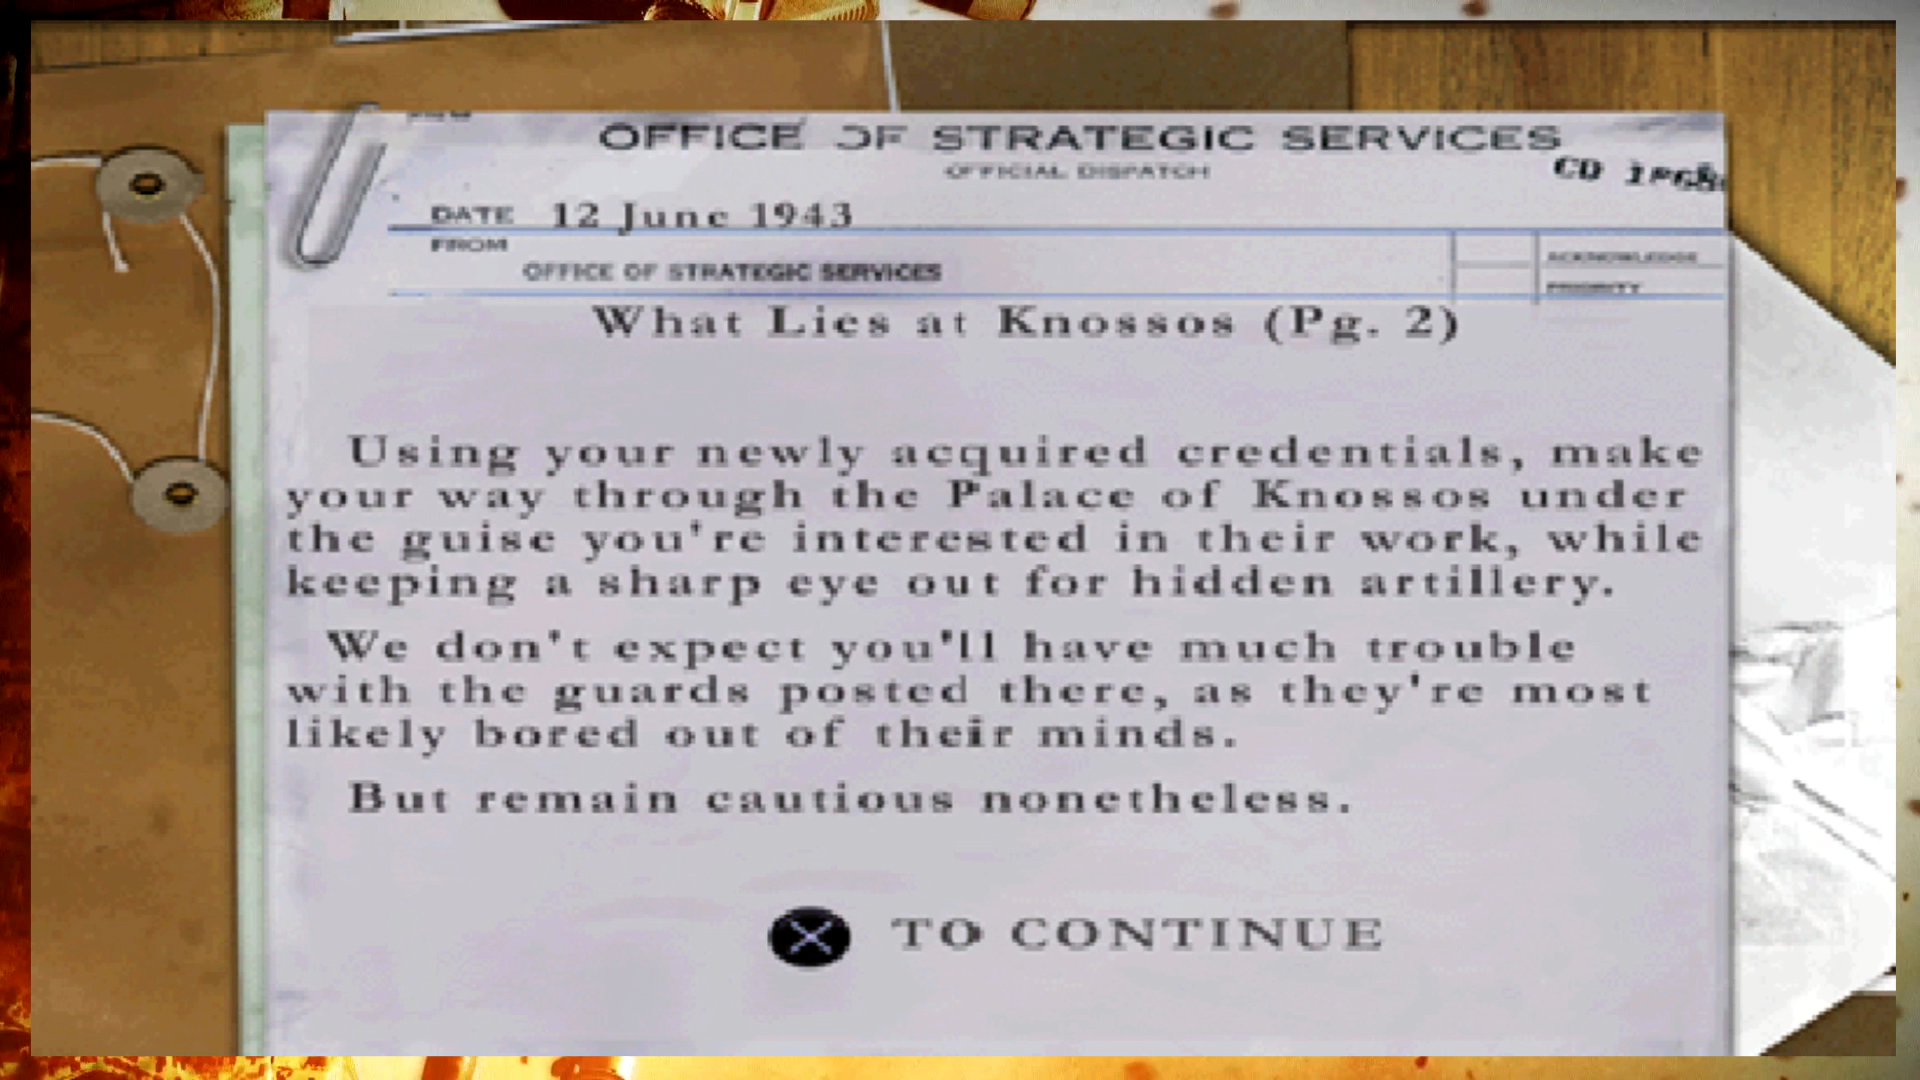 OFFICE OF STRATEGIC SERVICES
OFFICIAL DISPATCH
DATE 12 June 1943
FROM
OFFICE OF STRATEGIC SERVICES
ACKNOWLEDGE
PRIORITY
What Lies at Knossos (Pg. 2)
Using your newly acquired credentials, make
your way through the Palace of Knossos under
the guise you're interested in their work, while
keeping a sharp eye out for hidden artillery.
We don't expect you'll have much trouble
with the guards posted there, as they're most
likely bored out of their minds.
But remain cautious nonetheless.
TO CONTINUE